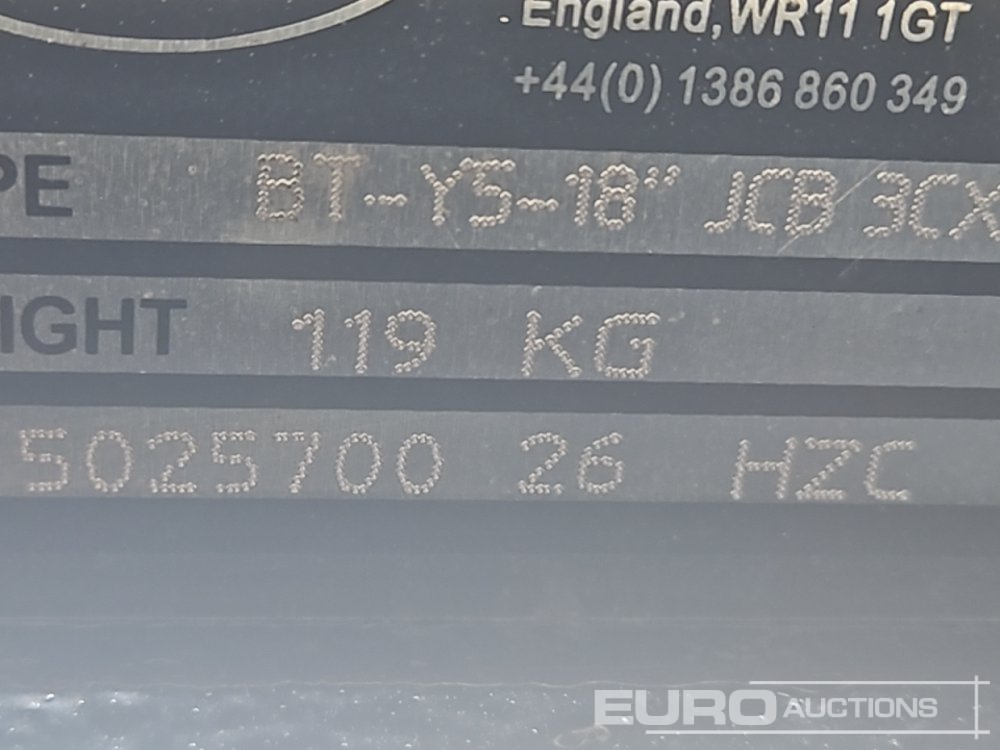 England, WR11 1GT
+44(0) 1386 860 349
PE BT-Y5-18" JCB 3CX
IGHT 119 KG
5025700 26 HZC
EURO AUCTIONS